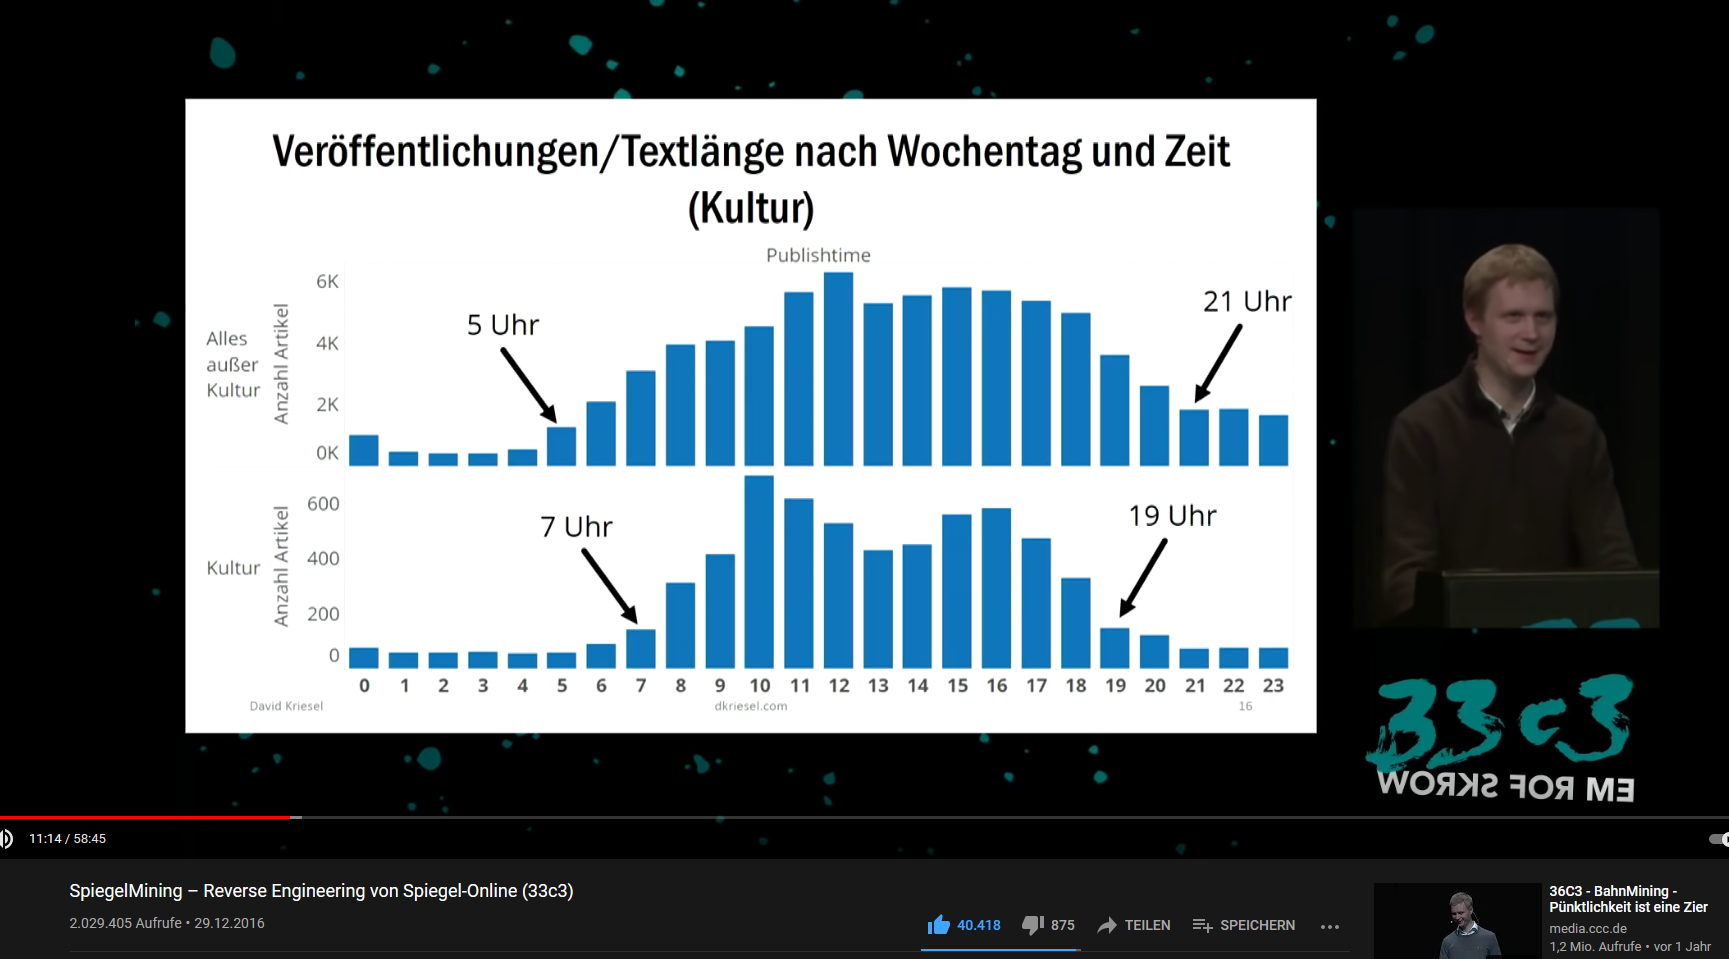 Veröffentlichungen/Textlänge nach Wochentag und Zeit
(Kultur)
Publishtime
Alles
außer
Kultur
Anzahl Artikel
6K
4K
2K
0K
5 Uhr
21 Uhr
Kultur
Anzahl Artikel
600
400
200
0
7 Uhr
19 Uhr
0 1 2 3 4 5 6 7 8 9 10 11 12 13 14 15 16 17 18 19 20 21 22 23
David Kriesel dkriesel.com 16
33c3
WORKS FOR ME
11:14 / 58:45
SpiegelMining – Reverse Engineering von Spiegel-Online (33c3)
2.029.405 Aufrufe • 29.12.2016
40.418 875 TEILEN SPEICHERN
36C3 - BahnMining -
Pünktlichkeit ist eine Zier
media.ccc.de
1,2 Mio. Aufrufe • vor 1 Jahr